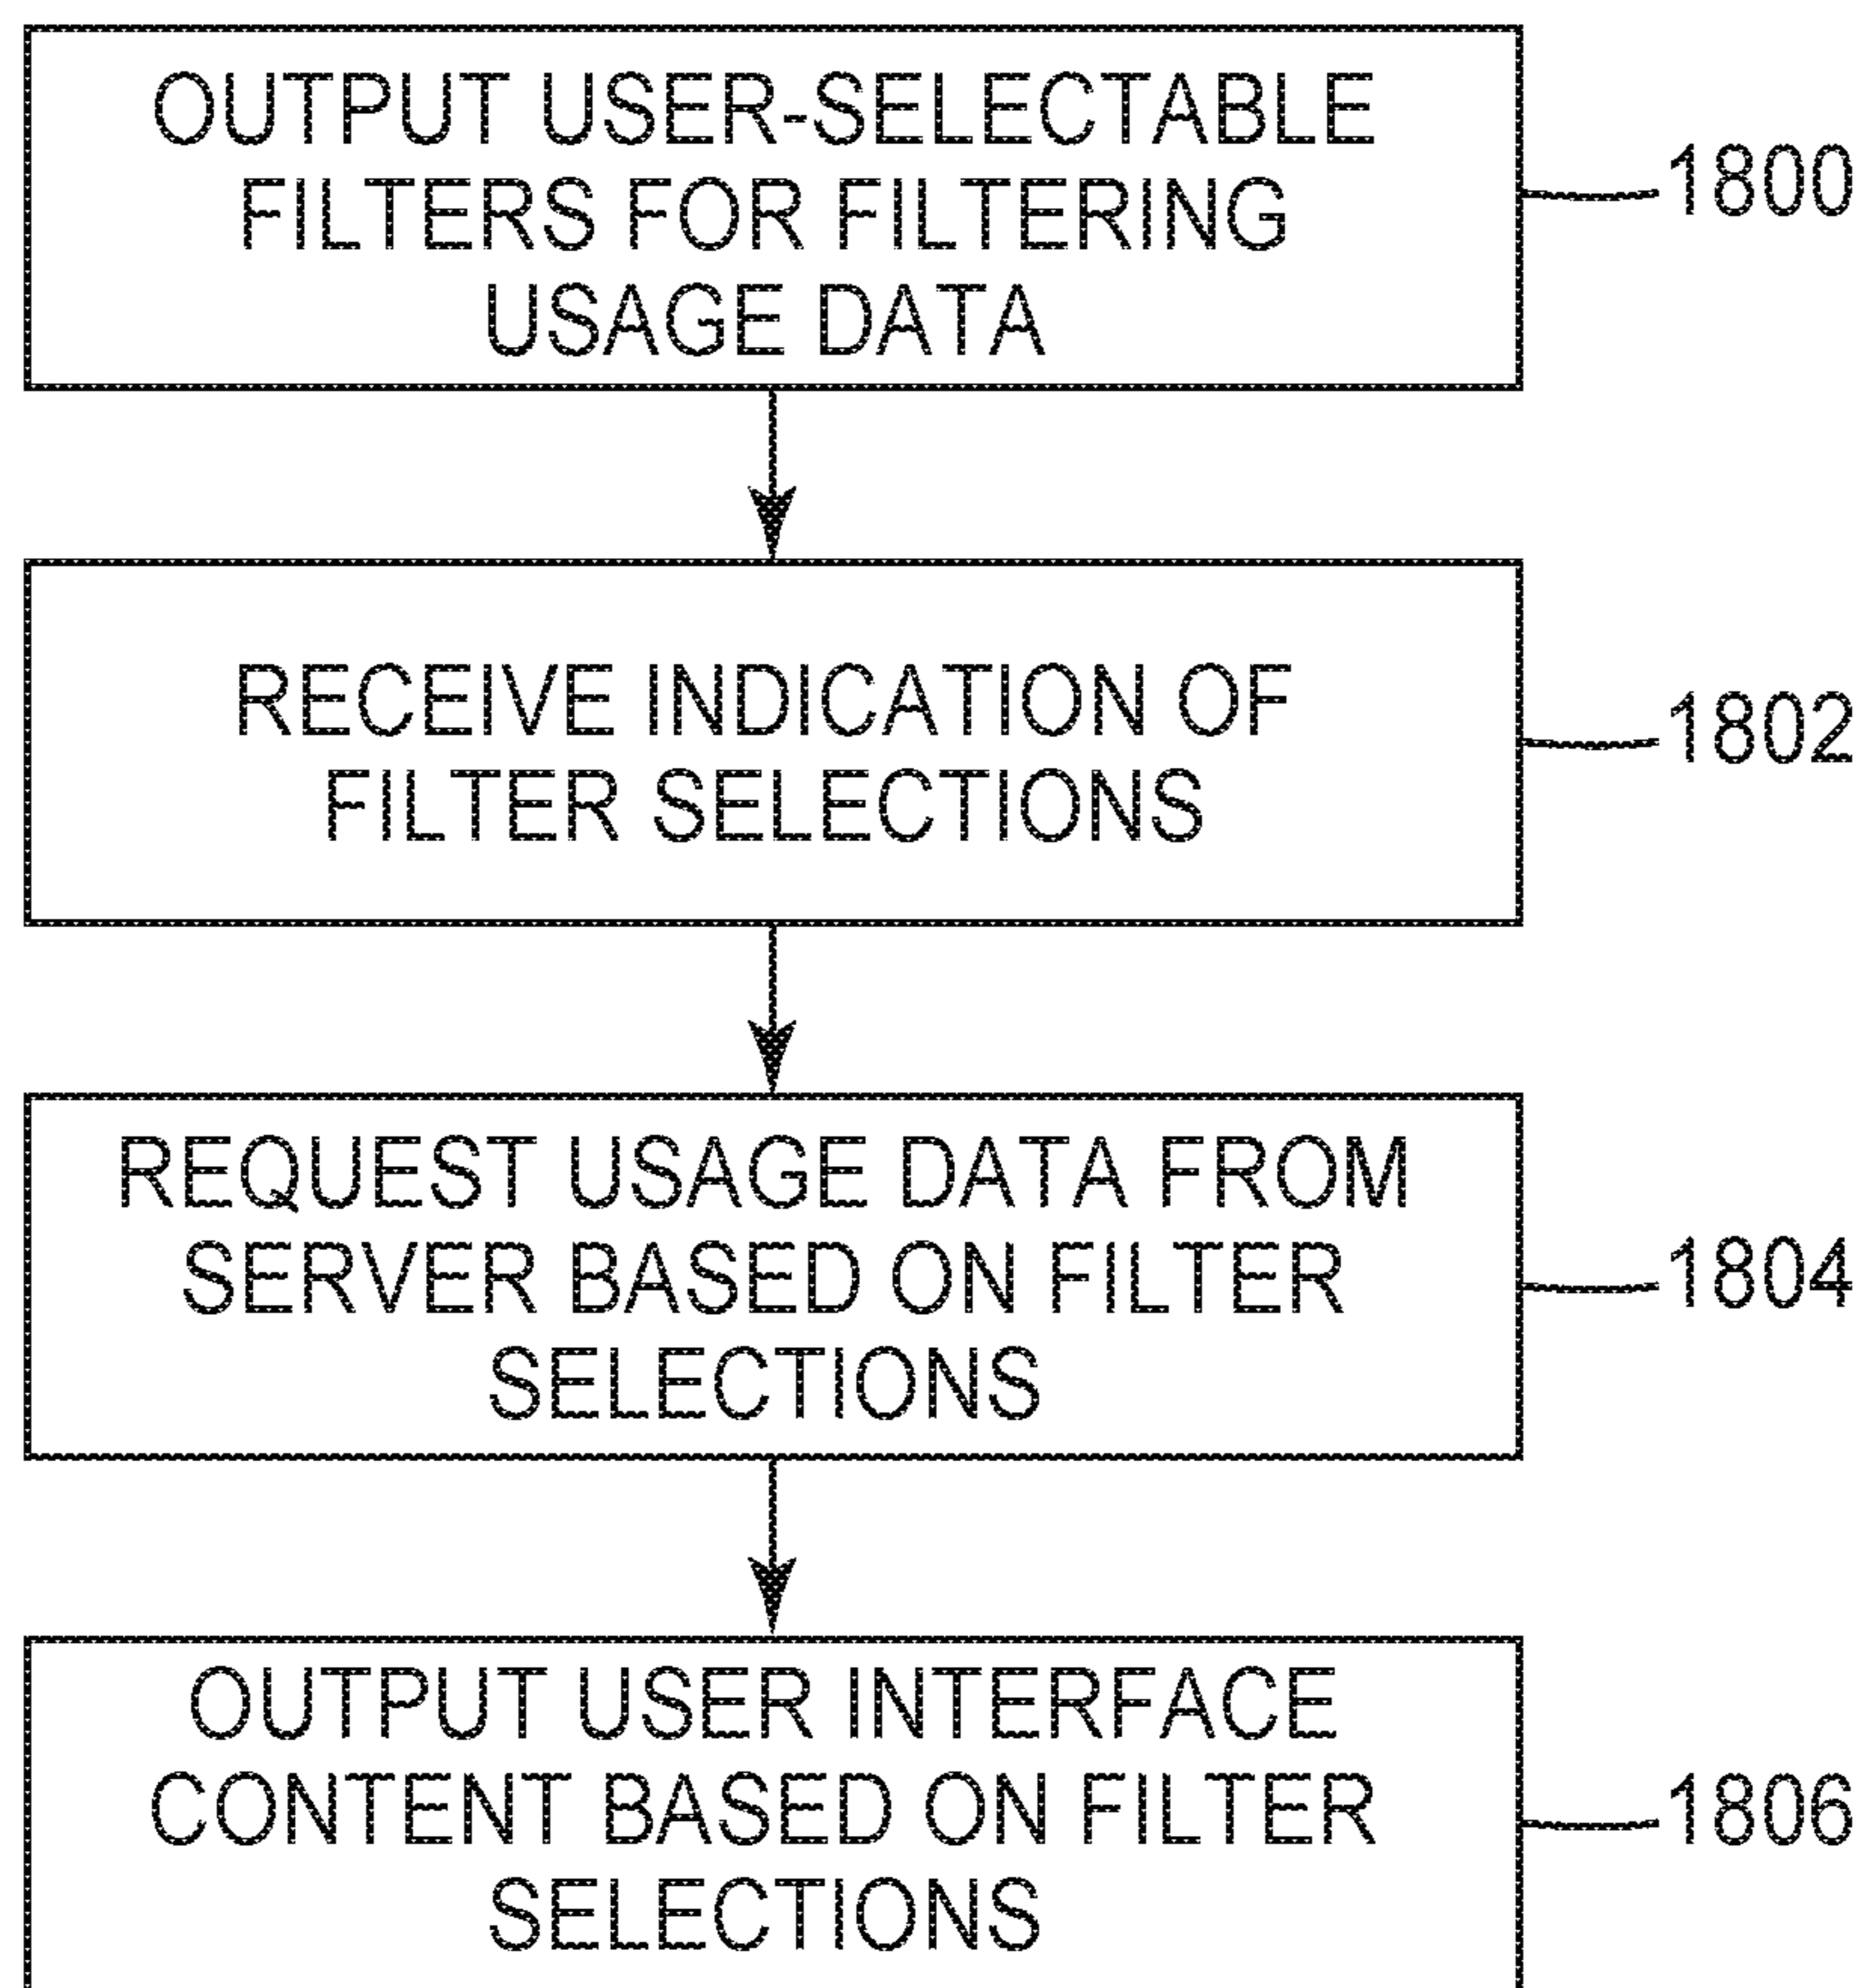 OUTPUT USER-SELECTABLE
FILTERS FOR FILTERING
USAGE DATA
1800
RECEIVE INDICATION OF
FILTER SELECTIONS
1802
REQUEST USAGE DATA FROM
SERVER BASED ON FILTER
SELECTIONS
1804
OUTPUT USER INTERFACE
CONTENT BASED ON FILTER
SELECTIONS
1806